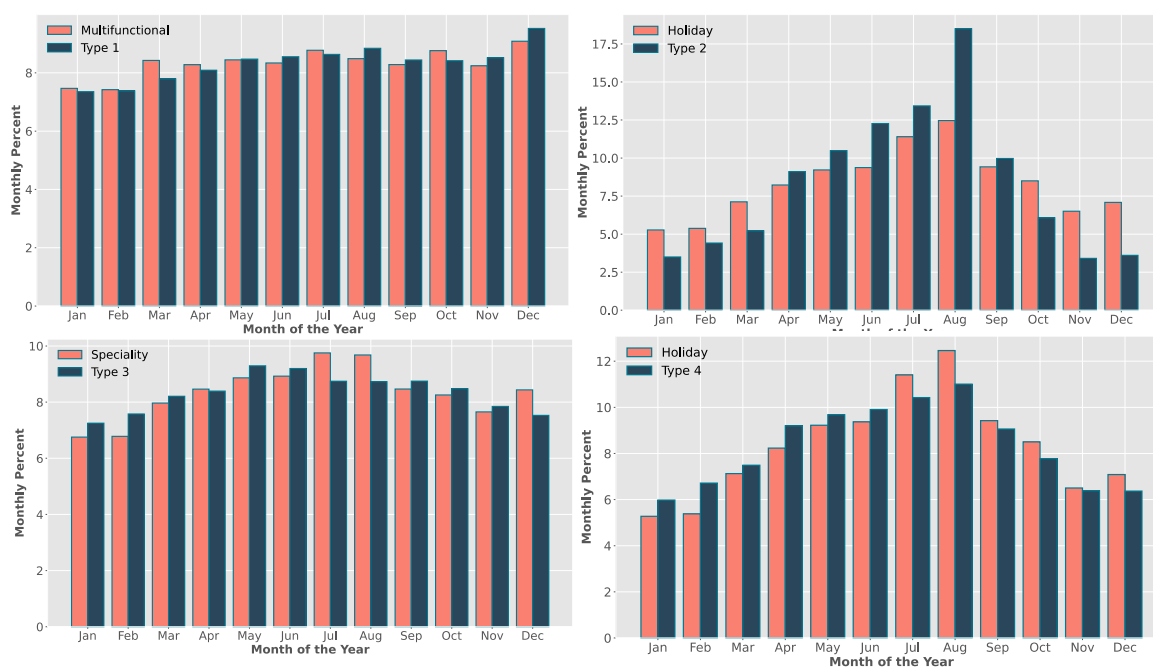 Multifunctional
Type 1
Monthly Percent
8
6
4
2
0
Jan Feb Mar Apr May Jun Jul Aug Sep Oct Nov Dec
Month of the Year
Holiday
Type 2
Monthly Percent
17.5
15.0
12.5
10.0
7.5
5.0
2.5
0.0
Jan Feb Mar Apr May Jun Jul Aug Sep Oct Nov Dec
Speciality
Type 3
Monthly Percent
10
8
6
4
2
0
Jan Feb Mar Apr May Jun Jul Aug Sep Oct Nov Dec
Month of the Year
Holiday
Type 4
Monthly Percent
12
10
8
6
4
2
0
Jan Feb Mar Apr May Jun Jul Aug Sep Oct Nov Dec
Month of the Year